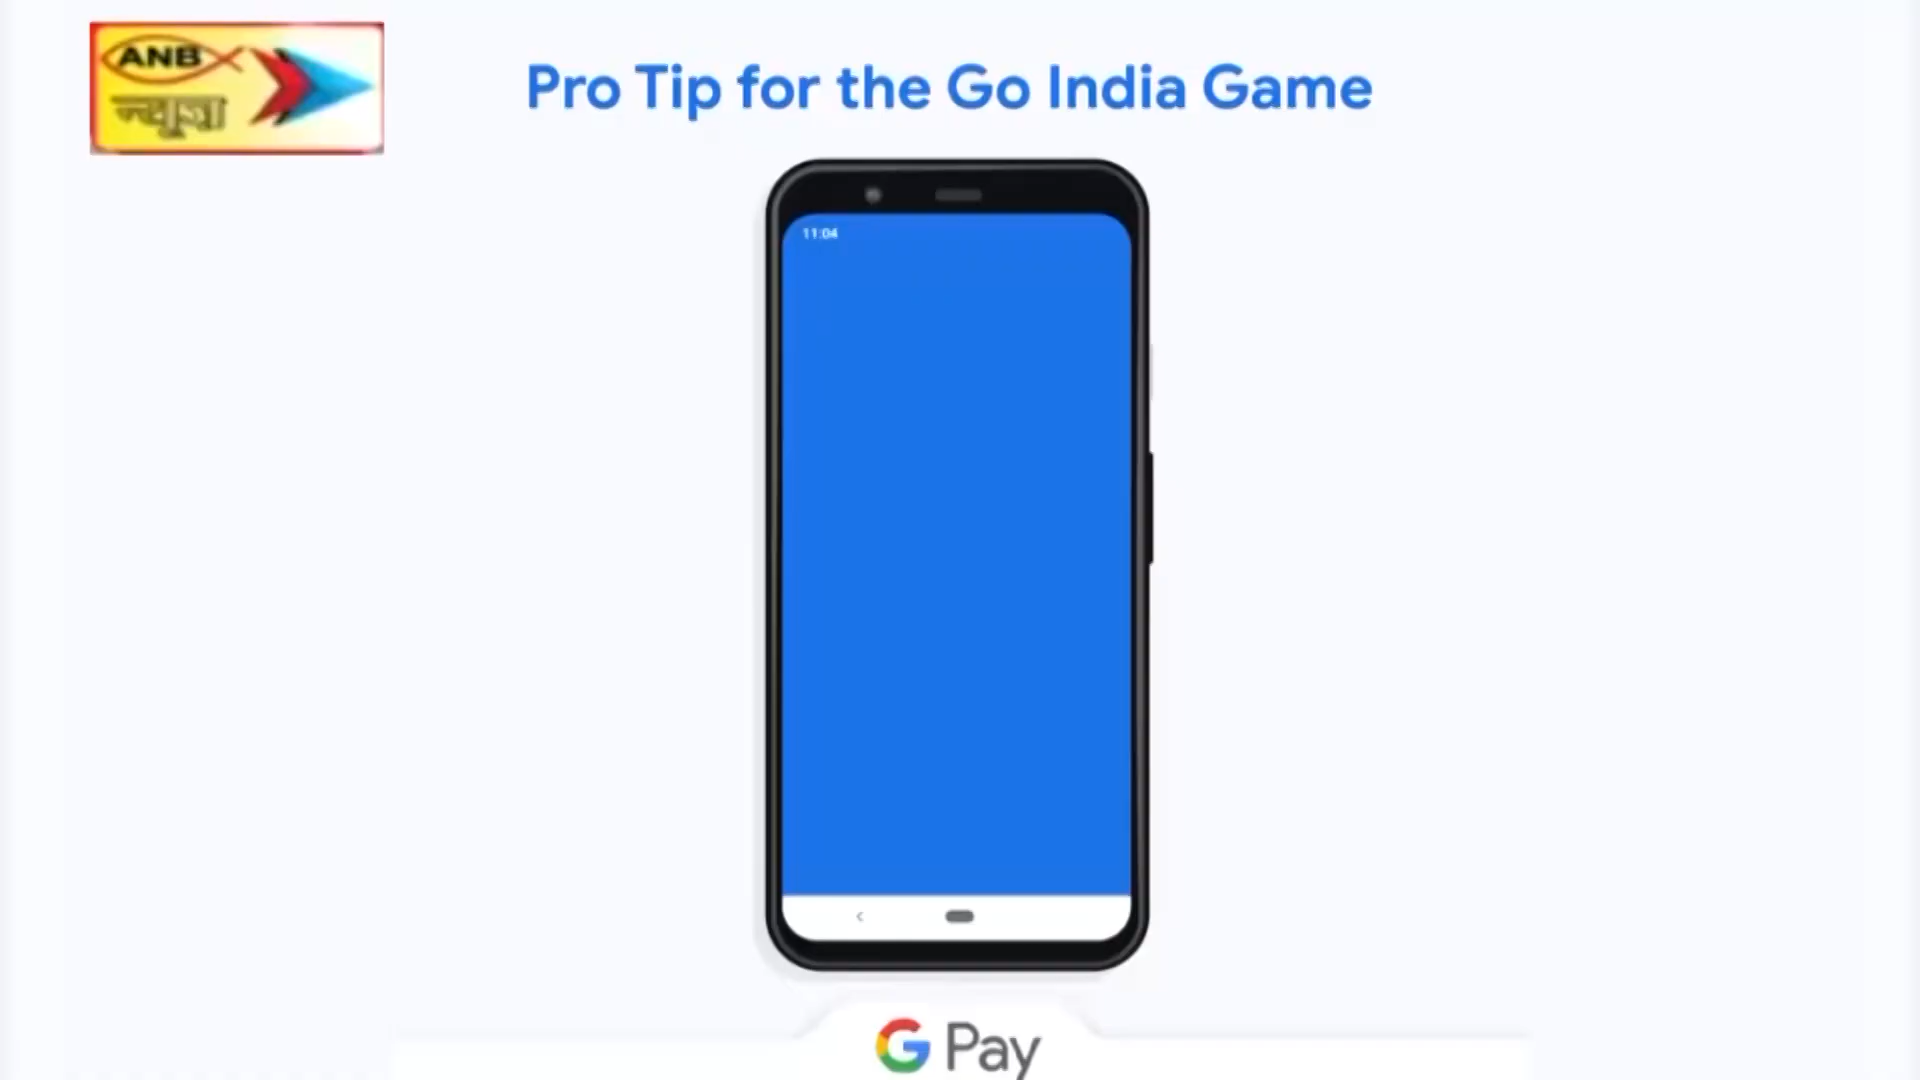 ANB
न्यूज़
Pro Tip for the Go India Game
11:04
G Pay